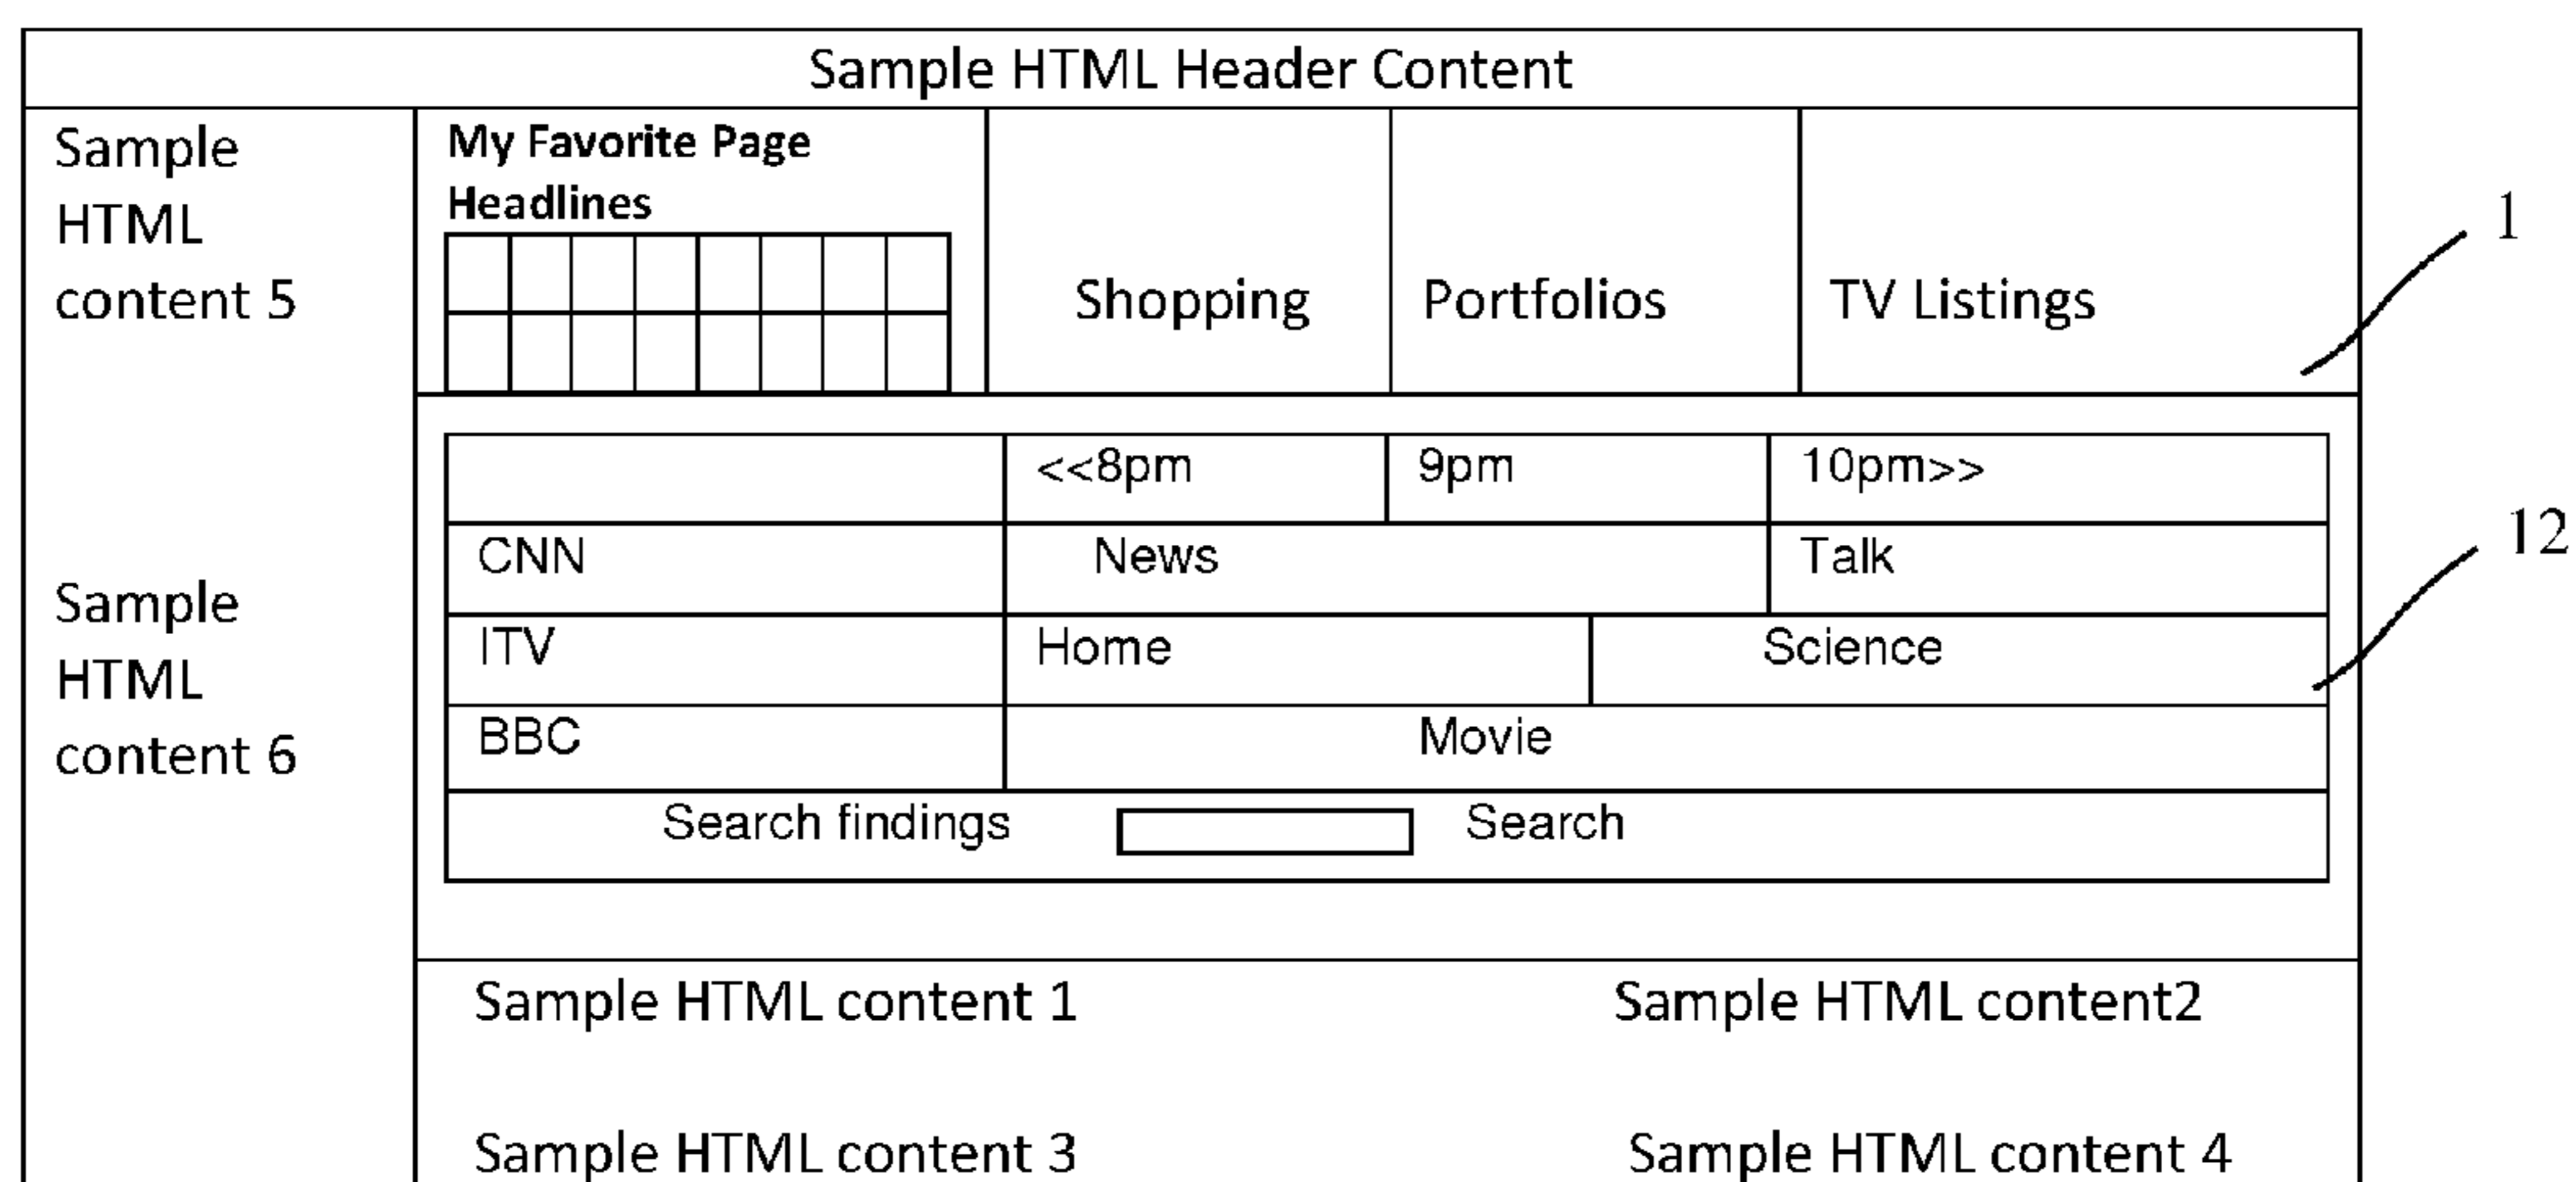 Sample HTML Header Content
Sample
HTML
content 5
My Favorite Page
Headlines
Shopping
Portfolios
TV Listings
1
<<8pm
9pm
10pm>>
CNN
News
Talk
12
ITV
Home
Science
BBC
Movie
Search findings
Search
Sample
HTML
content 6
Sample HTML content 1
Sample HTML content2
Sample HTML content 3
Sample HTML content 4